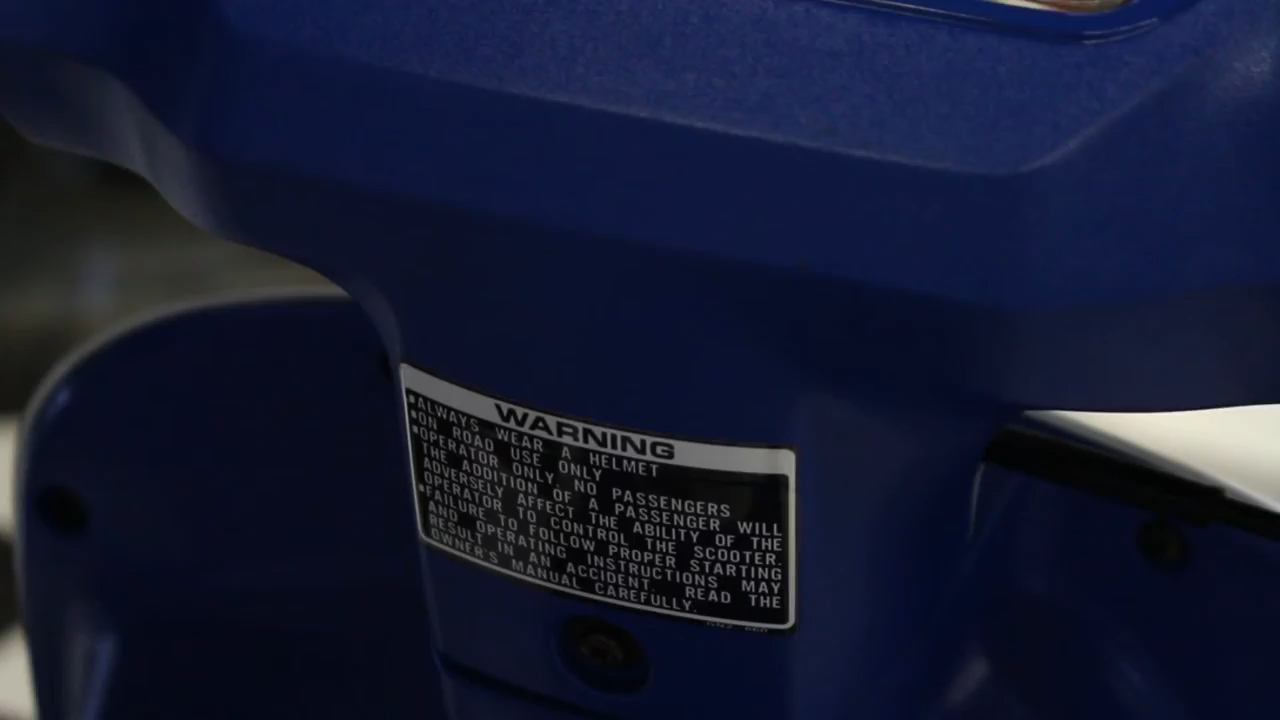 WARNING
•ALWAYS WEAR A HELMET
•ON ROAD USE ONLY
•OPERATOR ONLY. NO PASSENGERS
THE ADDITION OF A PASSENGER WILL
ADVERSELY AFFECT THE ABILITY OF THE
OPERATOR TO CONTROL THE SCOOTER.
•FAILURE TO FOLLOW PROPER STARTING
AND OPERATING INSTRUCTIONS MAY
RESULT IN AN ACCIDENT. READ THE
OWNER'S MANUAL CAREFULLY.